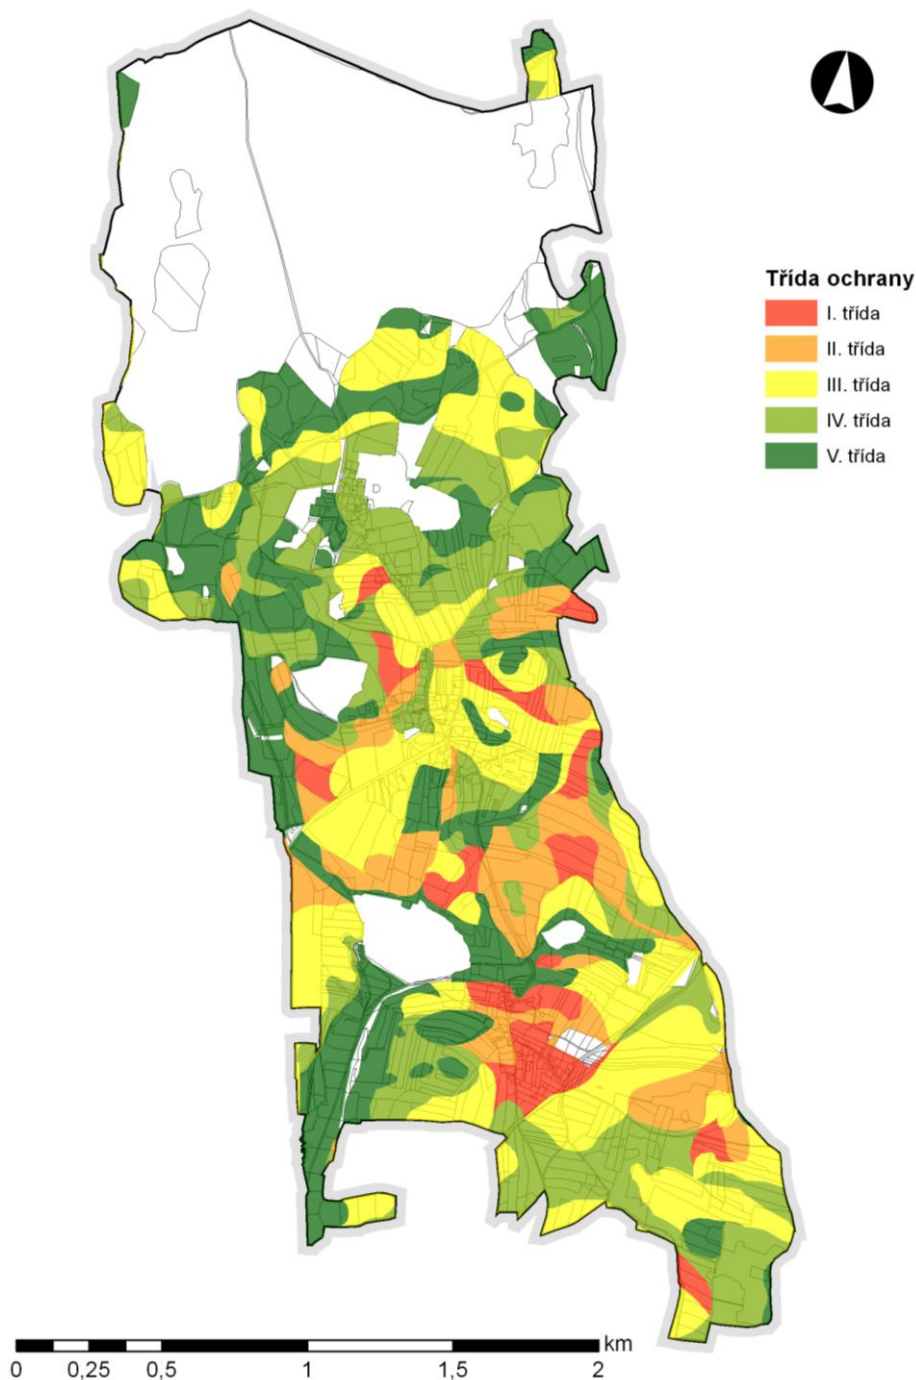 Třída ochrany
I. třída
II. třída
III. třída
IV. třída
V. třída
km
0 0,25 0,5 1 1,5 2